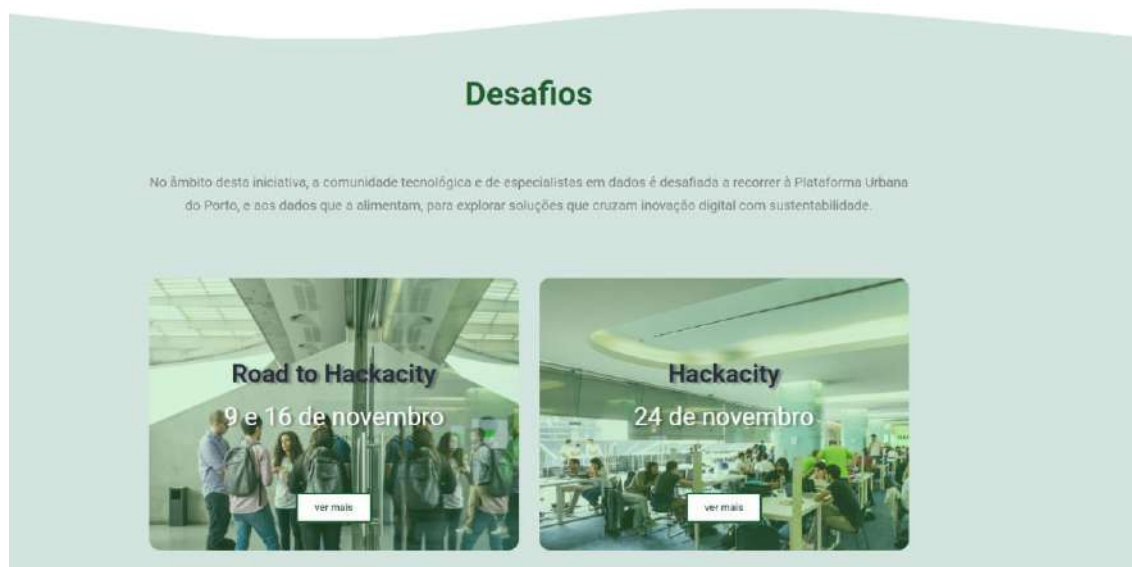 Desafios
No âmbito desta iniciativa, a comunidade tecnológica e de especialistas em dados é desafiada a recorrer à Plataforma Urbana
do Porto, e aos dados que a alimentam, para explorar soluções que cruzam inovação digital com sustentabilidade.
Road to Hackacity
9 e 16 de novembro
ver mais
Hackacity
24 de novembro
ver mais